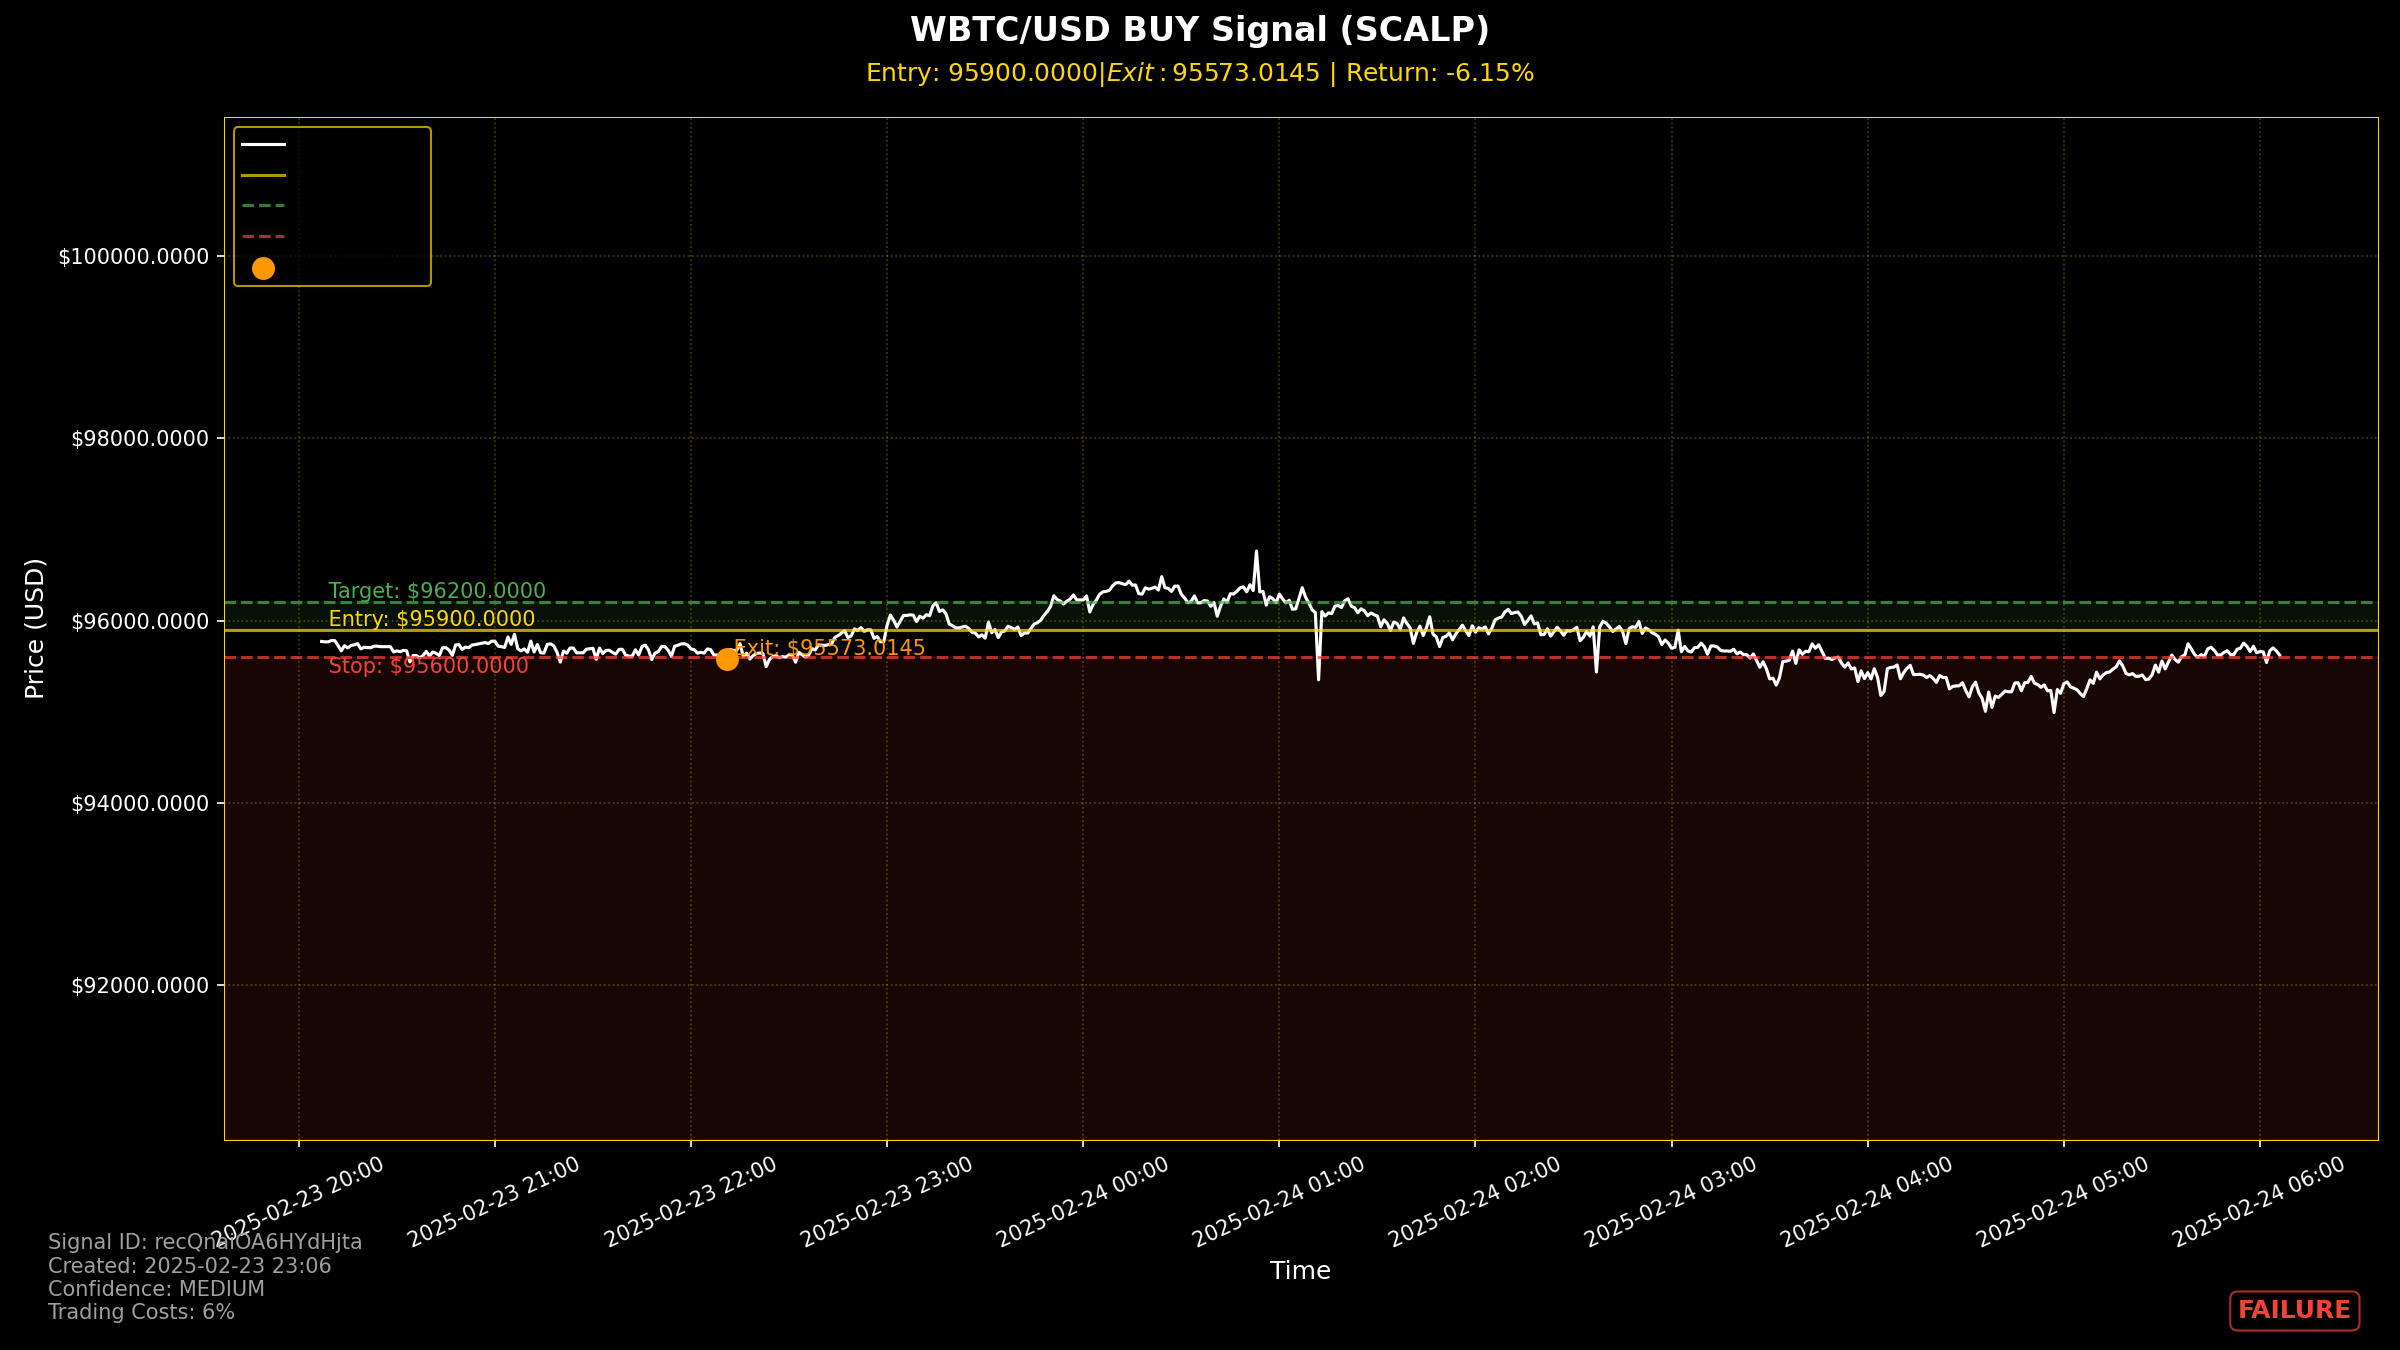 WBTC/USD BUY Signal (SCALP)
Entry: 95900.0000|Exit : 95573.0145 | Return: -6.15%
Price (USD)
$100000.0000
$98000.0000
$96000.0000
$94000.0000
$92000.0000
Target: $96200.0000
Entry: $95900.0000
Exit: $95573.0145
Stop: $95600.0000
2025-02-23 20:00
2025-02-23 21:00
2025-02-23 22:00
2025-02-23 23:00
2025-02-24 00:00
2025-02-24 01:00
2025-02-24 02:00
2025-02-24 03:00
2025-02-24 04:00
2025-02-24 05:00
2025-02-24 06:00
Time
Signal ID:
Created: 2025-02-23 23:06
Confidence: MEDIUM
Trading Costs: 6%
FAILURE